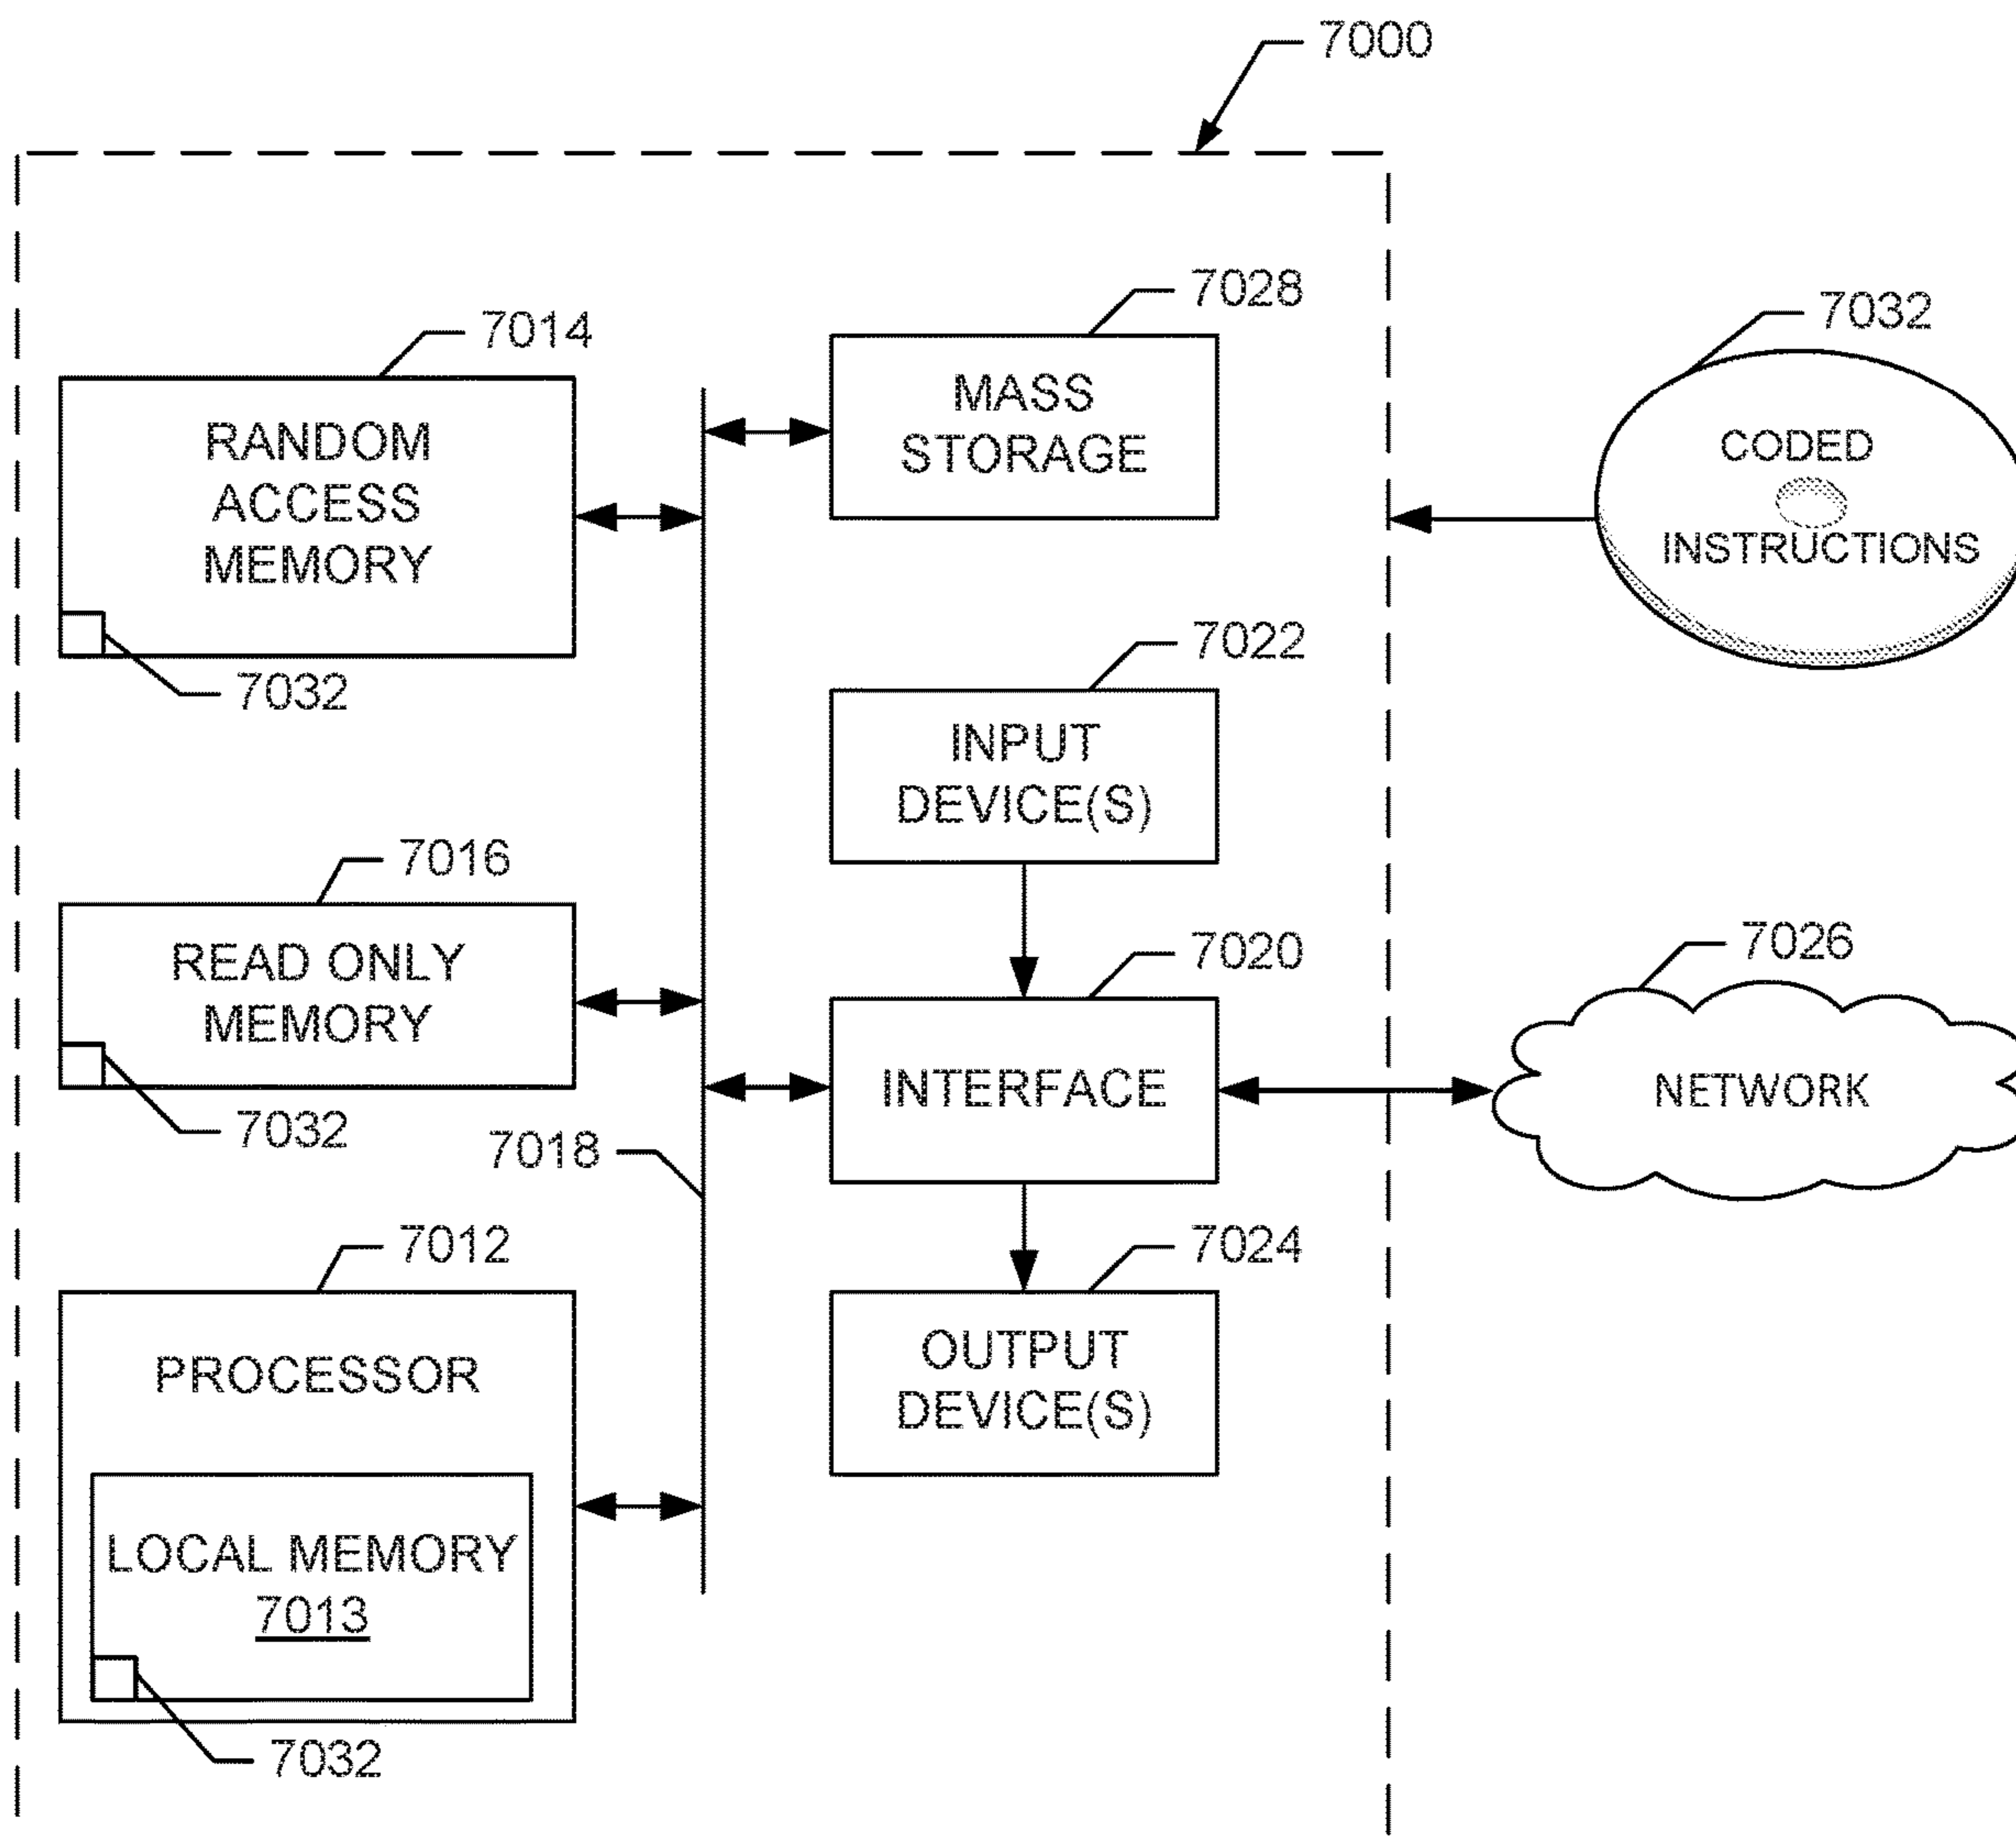 7000
7028
7014
MASS
STORAGE
RANDOM
ACCESS
MEMORY
7032
7032
CODED
INSTRUCTIONS
7022
INPUT
DEVICE(S)
7016
READ ONLY
MEMORY
7032
7020
INTERFACE
7026
NETWORK
7018
7012
PROCESSOR
LOCAL MEMORY
7013
7032
7024
OUTPUT
DEVICE(S)